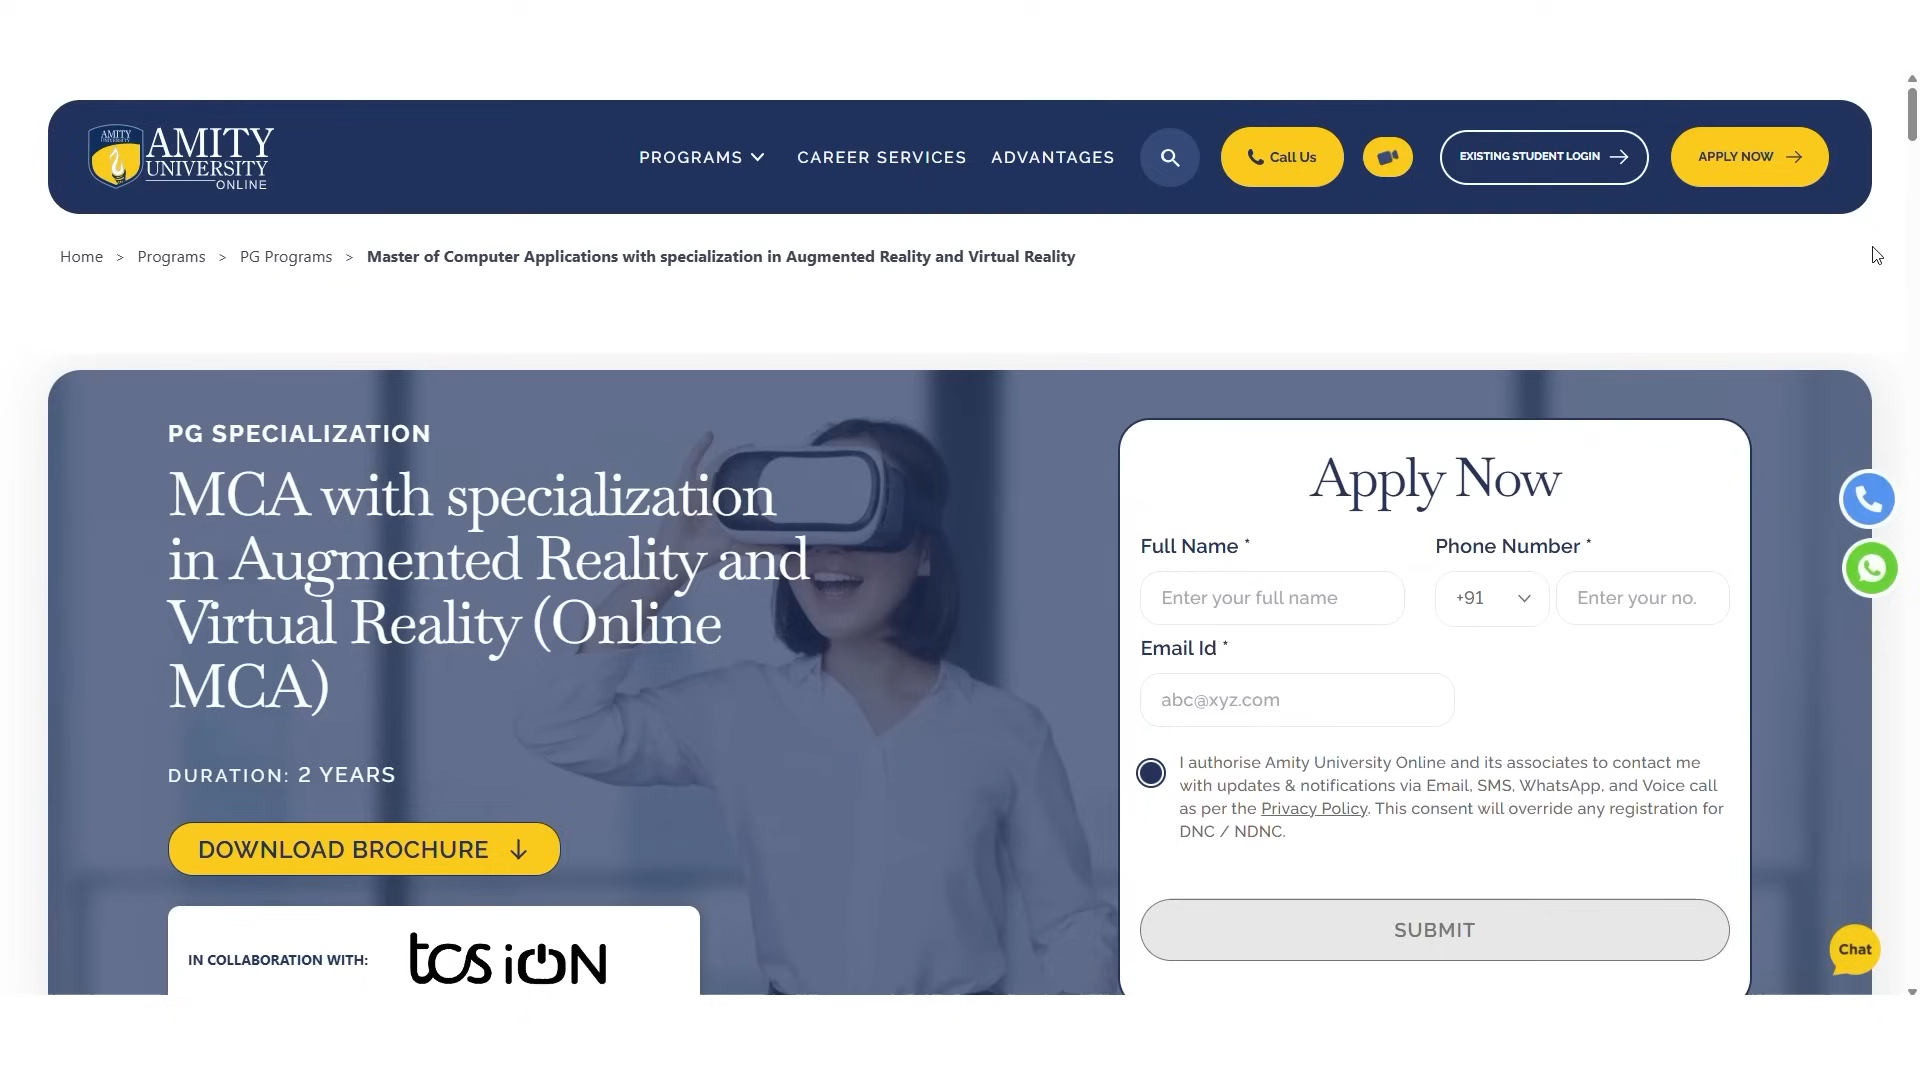 AMITY
UNIVERSITY
AMITY
UNIVERSITY
ONLINE
PROGRAMS
CAREER SERVICES
ADVANTAGES
Call Us
EXISTING STUDENT LOGIN
APPLY NOW
Home > Programs > PG Programs > Master of Computer Applications with specialization in Augmented Reality and Virtual Reality
PG SPECIALIZATION
MCA with specialization
in Augmented Reality and
Virtual Reality (Online
MCA)
DURATION: 2 YEARS
DOWNLOAD BROCHURE
IN COLLABORATION WITH:
tcs iON
Apply Now
Full Name *
Phone Number *
Enter your full name
+91
Enter your no.
Email Id *
abc@xyz.com
I authorise Amity University Online and its associates to contact me
with updates & notifications via Email, SMS, WhatsApp, and Voice call
as per the Privacy Policy. This consent will override any registration for
DNC / NDNC.
SUBMIT
Chat